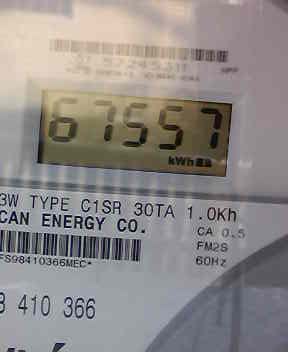 67557
kWh
3W TYPE C1SR 30TA 1.0Kh
CAN ENERGY CO.
CA 0.5
FM2S
FS98410366MEC*
60Hz
3 410 366